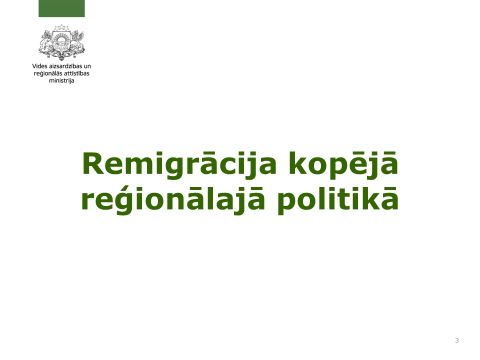 Vides aizsardzības un
reģionālās attīstības
ministrija
Remigrācija kopējā
reģionālajā politikā
3